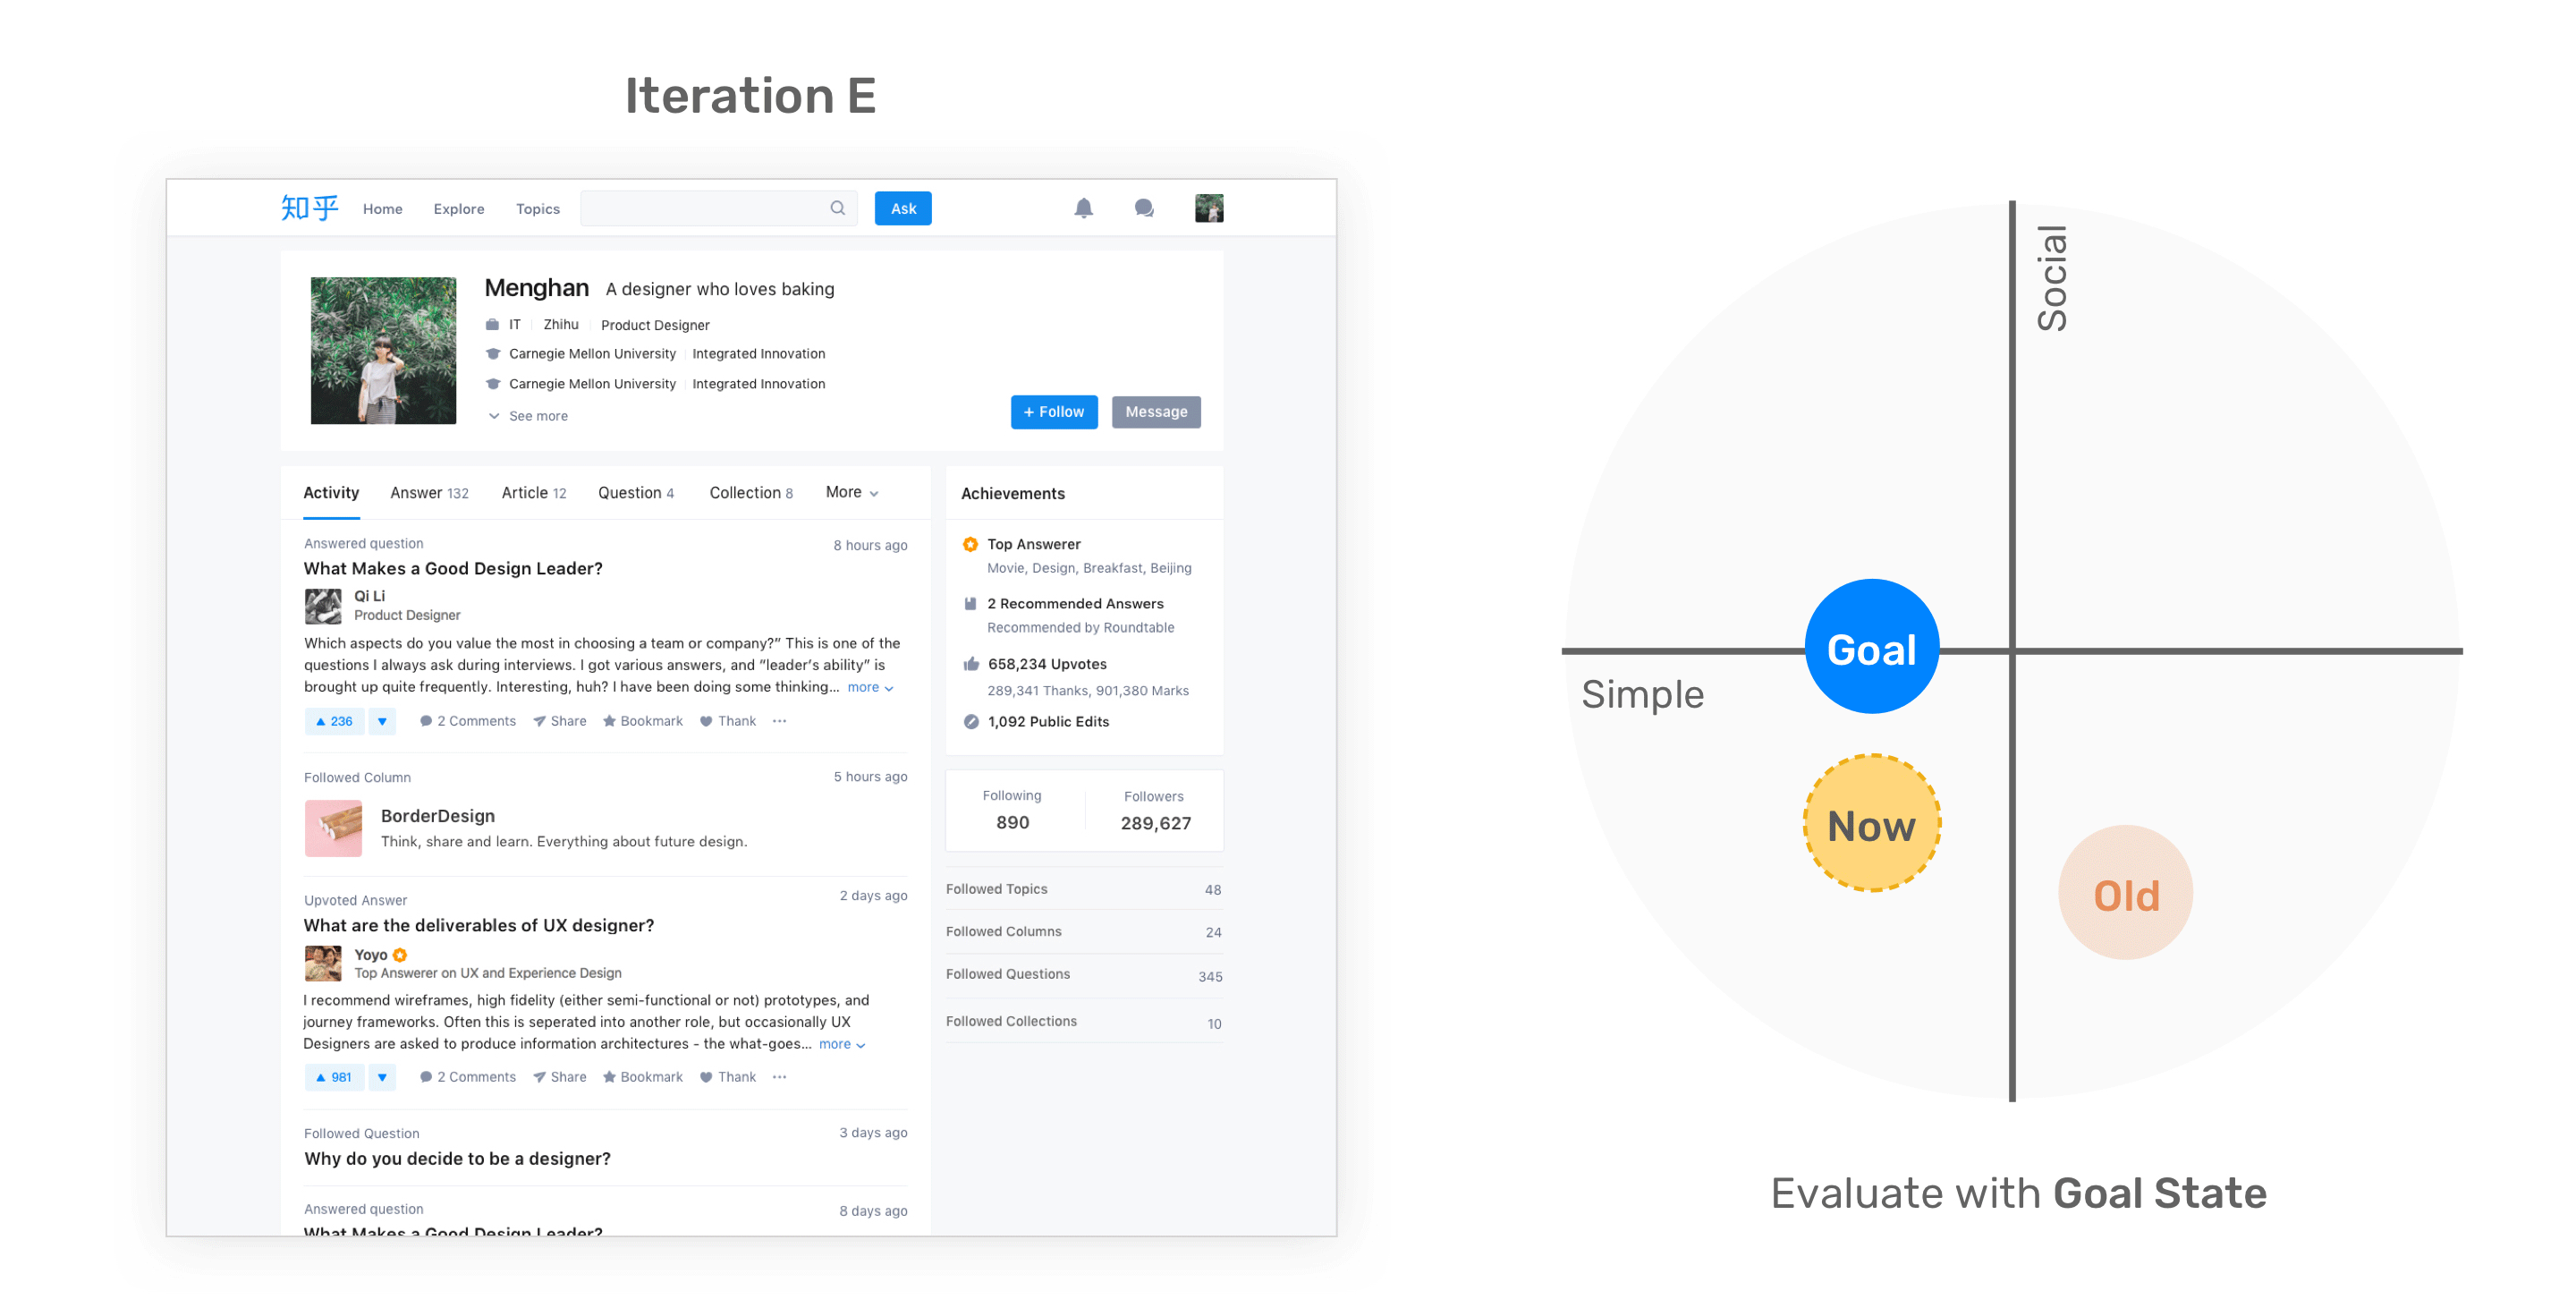 Iteration E
知乎 Home Explore Topics Ask
Menghan A designer who loves baking
IT Zhihu Product Designer
Carnegie Mellon University Integrated Innovation
Carnegie Mellon University Integrated Innovation
See more
+ Follow Message
Activity Answer 132 Article 12 Question 4 Collection 8 More
Answered question 8 hours ago
What Makes a Good Design Leader?
Qi Li
Product Designer
Which aspects do you value the most in choosing a team or company?” This is one of the
questions I always ask during interviews. I got various answers, and “leader’s ability” is
brought up quite frequently. Interesting, huh? I have been doing some thinking... more
236 2 Comments Share Bookmark Thank ···
Followed Column 5 hours ago
BorderDesign
Think, share and learn. Everything about future design.
Upvoted Answer 2 days ago
What are the deliverables of UX designer?
Yoyo
Top Answerer on UX and Experience Design
I recommend wireframes, high fidelity (either semi-functional or not) prototypes, and
journey frameworks. Often this is seperated into another role, but occasionally UX
Designers are asked to produce information architectures - the what-goes... more
981 2 Comments Share Bookmark Thank ···
Followed Question 3 days ago
Why do you decide to be a designer?
Answered question 8 days ago
What Makes a Good Design Leader?
Achievements
Top Answerer
Movie, Design, Breakfast, Beijing
2 Recommended Answers
Recommended by Roundtable
658,234 Upvotes
289,341 Thanks, 901,380 Marks
1,092 Public Edits
Following Followers
890 289,627
Followed Topics 48
Followed Columns 24
Followed Questions 345
Followed Collections 10
Social
Goal
Simple
Now
Old
Evaluate with Goal State